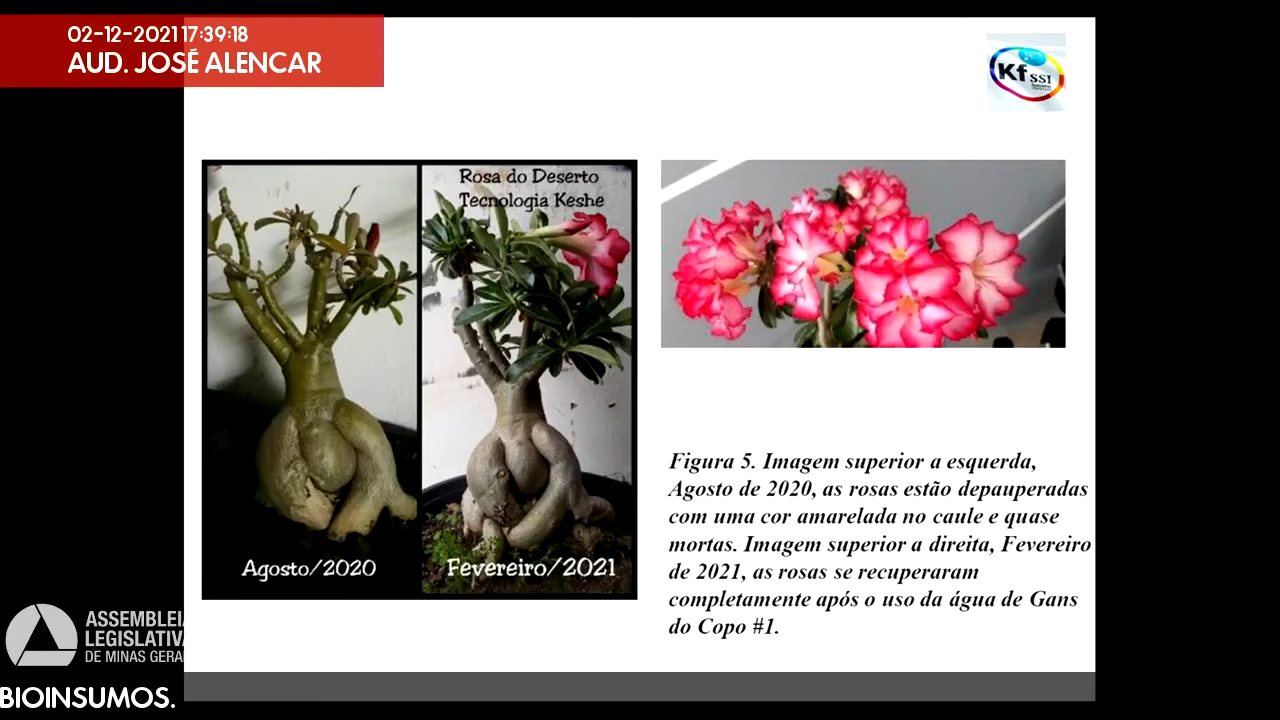 02-12-2021 17:39:18
AUD. JOSÉ ALENCAR
Kf SSI
Rosa do Deserto
Tecnologia Keshe
Agosto/2020
Fevereiro/2021
Figura 5. Imagem superior a esquerda,
Agosto de 2020, as rosas estão depauperadas
com uma cor amarelada no caule e quase
mortas. Imagem superior a direita, Fevereiro
de 2021, as rosas se recuperaram
completamente após o uso da água de Gans
do Copo #1.
ASSEMBLEI
LEGISLATIV
DE MINAS GERA
BIOINSUMOS.